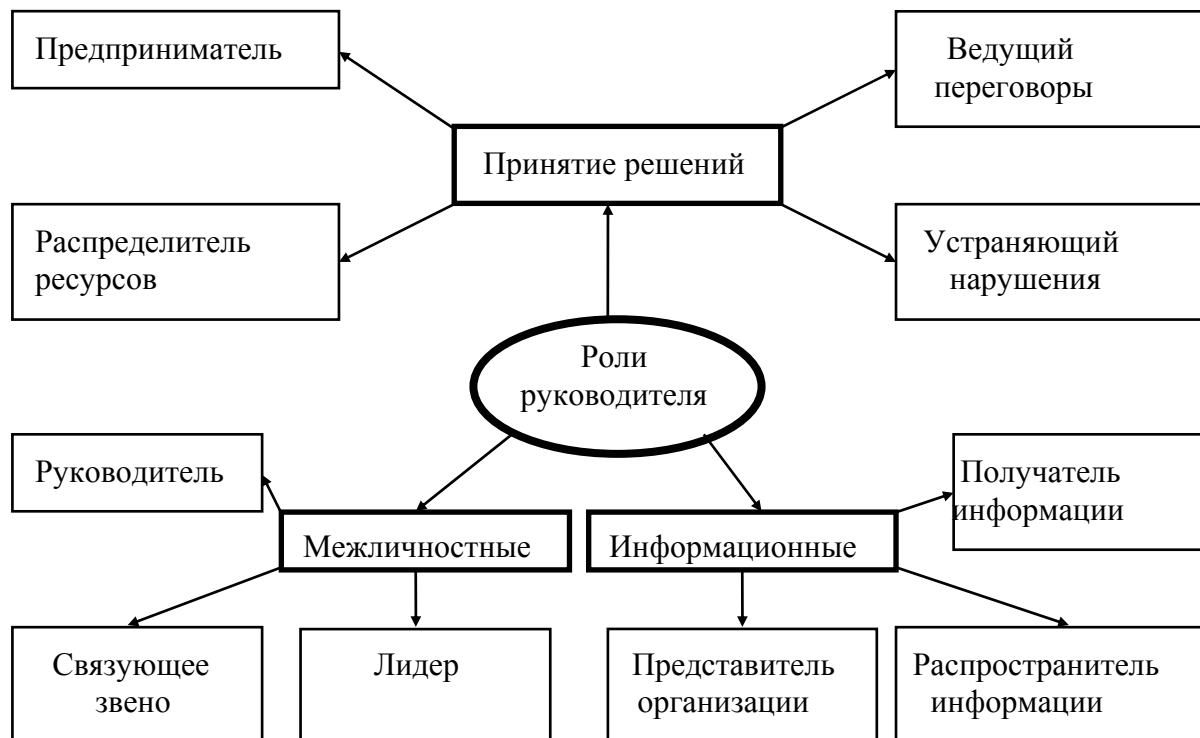 Предприниматель
Ведущий
переговоры
Принятие решений
Распределитель
ресурсов
Устраняющий
нарушения
Роли
руководителя
Руководитель
Получатель
информации
Межличностные
Информационные
Связующее
звено
Лидер
Представитель
организации
Распространитель
информации